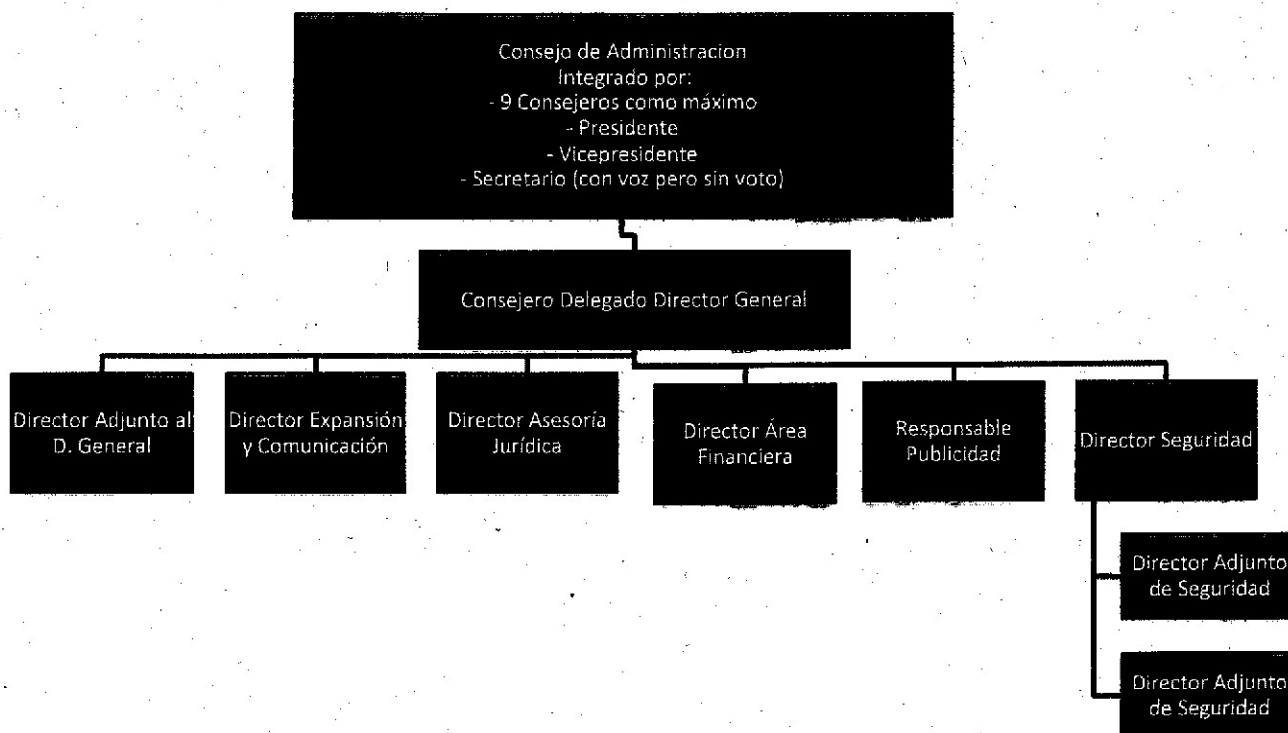 Consejo de Administracion
Integrado por:
- 9 Consejeros como máximo
- Presidente
- Vicepresidente
- Secretario (con voz pero sin voto)
Consejero Delegado Director General
Director Adjunto al
D. General
Director Expansión
y Comunicación
Director Asesoría
Jurídica
Director Área
Financiera
Responsable
Publicidad
Director Seguridad
Director Adjunto
de Seguridad
Director Adjunto
de Seguridad